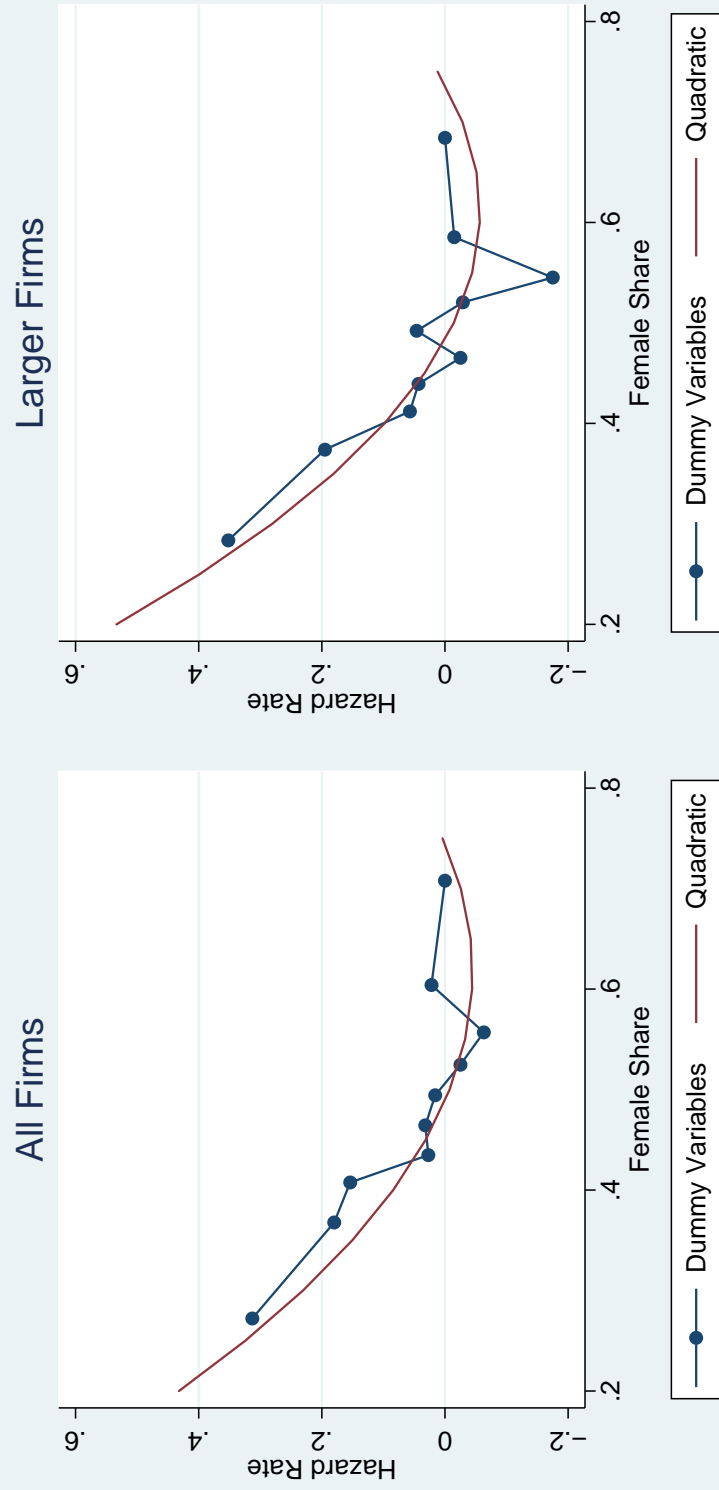 All Firms
.6
.4
.2
0
-.2
Hazard Rate
.2
.4
.6
.8
Female Share
Dummy Variables
Quadratic
Larger Firms
.6
.4
.2
0
-.2
Hazard Rate
.2
.4
.6
.8
Female Share
Dummy Variables
Quadratic